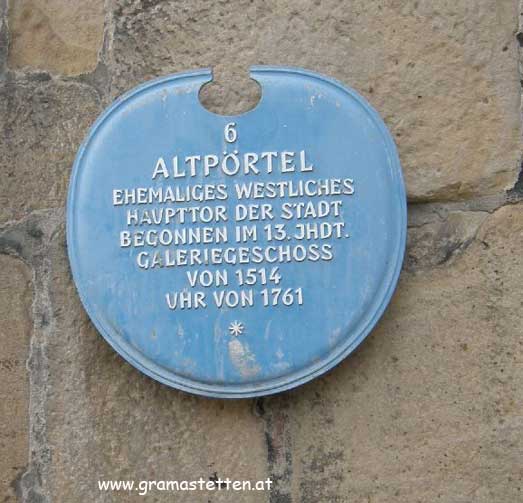 6
ALTPÖRTEL
EHEMALIGES WESTLICHES
HAUPTTOR DER STADT
BEGONNEN IM 13. JHDT.
GALERIEGESCHOSS
VON 1514
UHR VON 1761
*
www.gramastetten.at